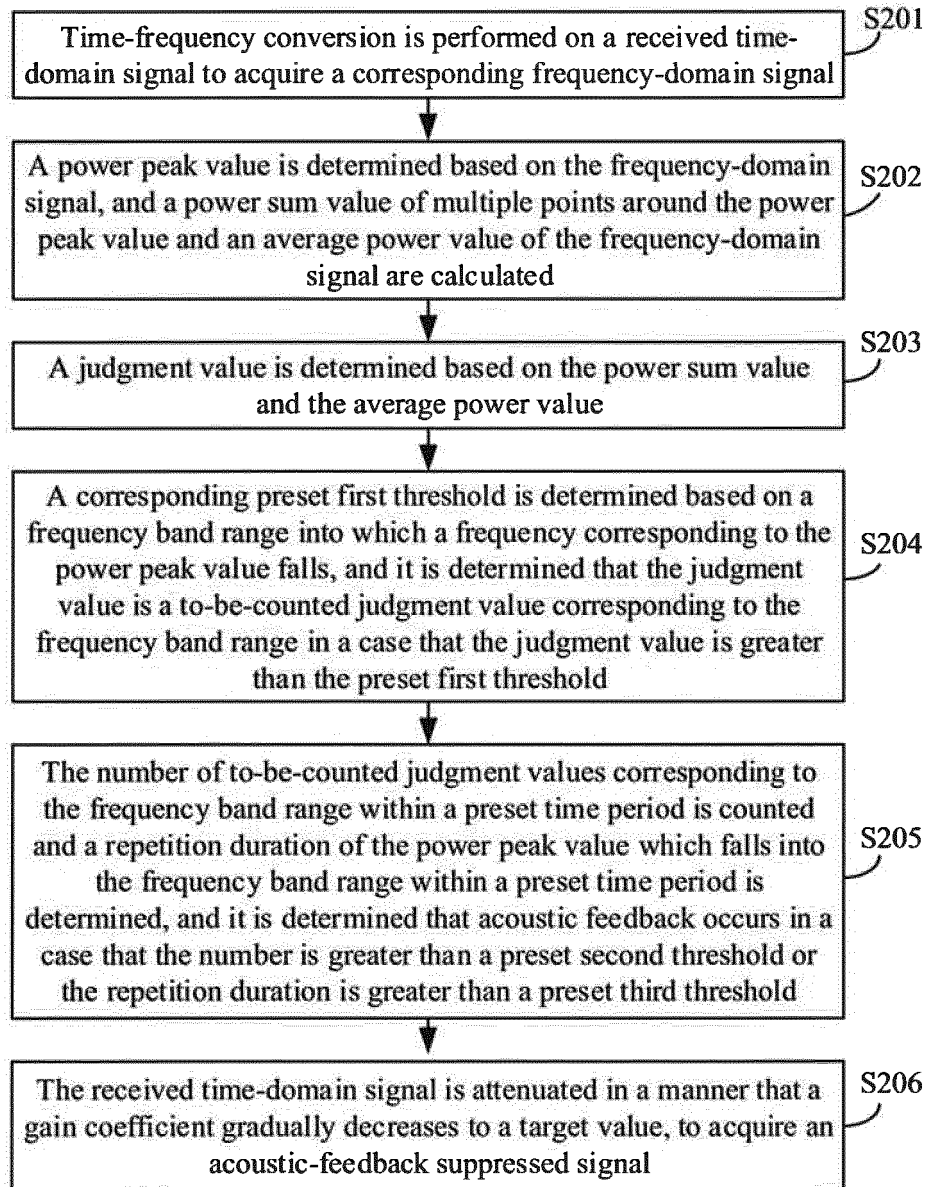 Time-frequency conversion is performed on a received time-
domain signal to acquire a corresponding frequency-domain signal
S201
A power peak value is determined based on the frequency-domain
signal, and a power sum value of multiple points around the power
peak value and an average power value of the frequency-domain
signal are calculated
S202
A judgment value is determined based on the power sum value
and the average power value
S203
A corresponding preset first threshold is determined based on a
frequency band range into which a frequency corresponding to the
power peak value falls, and it is determined that the judgment
value is a to-be-counted judgment value corresponding to the
frequency band range in a case that the judgment value is greater
than the preset first threshold
S204
The number of to-be-counted judgment values corresponding to
the frequency band range within a preset time period is counted
and a repetition duration of the power peak value which falls into
the frequency band range within a preset time period is
determined, and it is determined that acoustic feedback occurs in a
case that the number is greater than a preset second threshold or
the repetition duration is greater than a preset third threshold
S205
The received time-domain signal is attenuated in a manner that a
gain coefficient gradually decreases to a target value, to acquire an
acoustic-feedback suppressed signal
S206